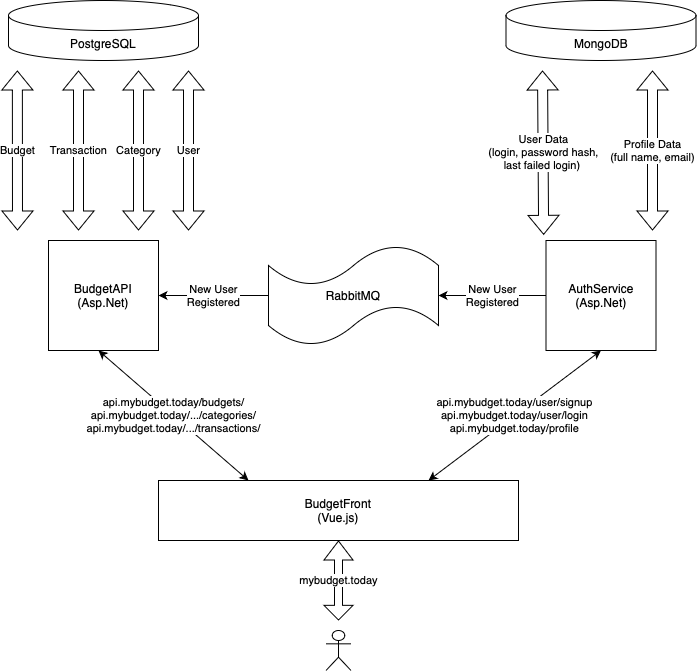 PostgreSQL
MongoDB
Budget
Transaction
Category
User
User Data
(login, password hash,
last failed login)
Profile Data
(full name, email)
BudgetAPI
(Asp.Net)
New User
Registered
RabbitMQ
New User
Registered
AuthService
(Asp.Net)
api.mybudget.today/budgets/
api.mybudget.today/.../categories/
api.mybudget.today/.../transactions/
api.mybudget.today/user/signup
api.mybudget.today/user/login
api.mybudget.today/profile
BudgetFront
(Vue.js)
mybudget.today